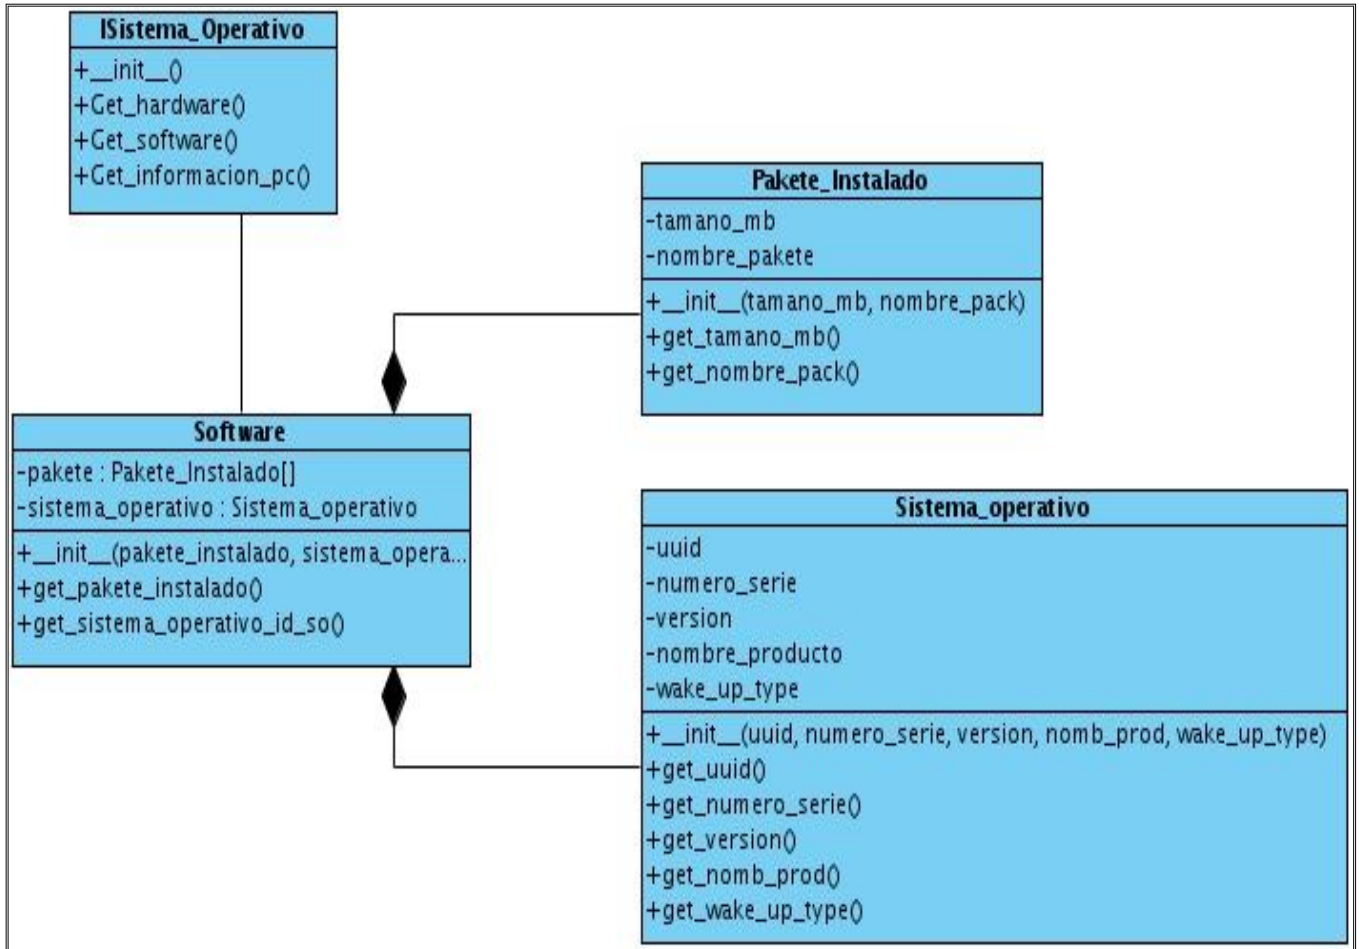 ISistema_Operativo
+__init__()
+Get_hardware()
+Get_software()
+Get_informacion_pc()
Pakete_Instalado
-tamano_mb
-nombre_pakete
+__init__(tamano_mb, nombre_pack)
+get_tamano_mb()
+get_nombre_pack()
Software
-pakete : Pakete_Instalado[]
-sistema_operativo : Sistema_operativo
+__init__(pakete_instalado, sistema_opera...
+get_pakete_instalado()
+get_sistema_operativo_id_so()
Sistema_operativo
-uuid
-numero_serie
-version
-nombre_producto
-wake_up_type
+__init__(uuid, numero_serie, version, nomb_prod, wake_up_type)
+get_uuid()
+get_numero_serie()
+get_version()
+get_nomb_prod()
+get_wake_up_type()